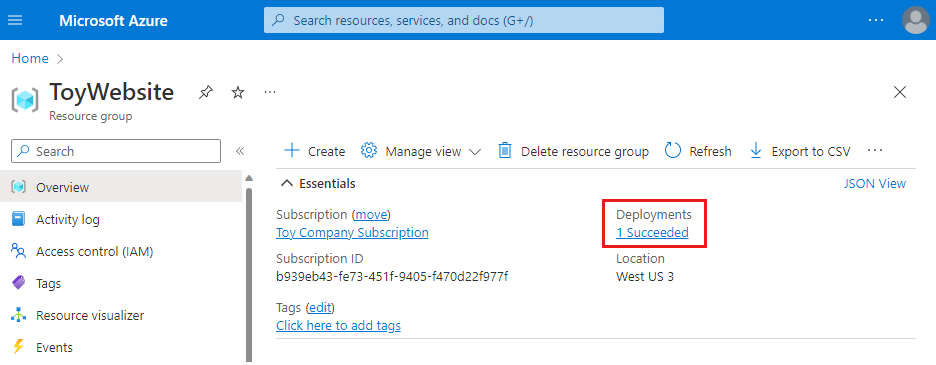 Microsoft Azure
Search resources, services, and docs (G+/)
Home
ToyWebsite
Resource group
Search
Create
Manage view
Delete resource group
Refresh
Export to CSV
Overview
Activity log
Access control (IAM)
Tags
Resource visualizer
Events
Essentials
JSON View
Subscription (move)
Toy Company Subscription
Deployments
1 Succeeded
Subscription ID
b939eb43-fe73-451f-9405-f470d22f977f
Location
West US 3
Tags (edit)
Click here to add tags